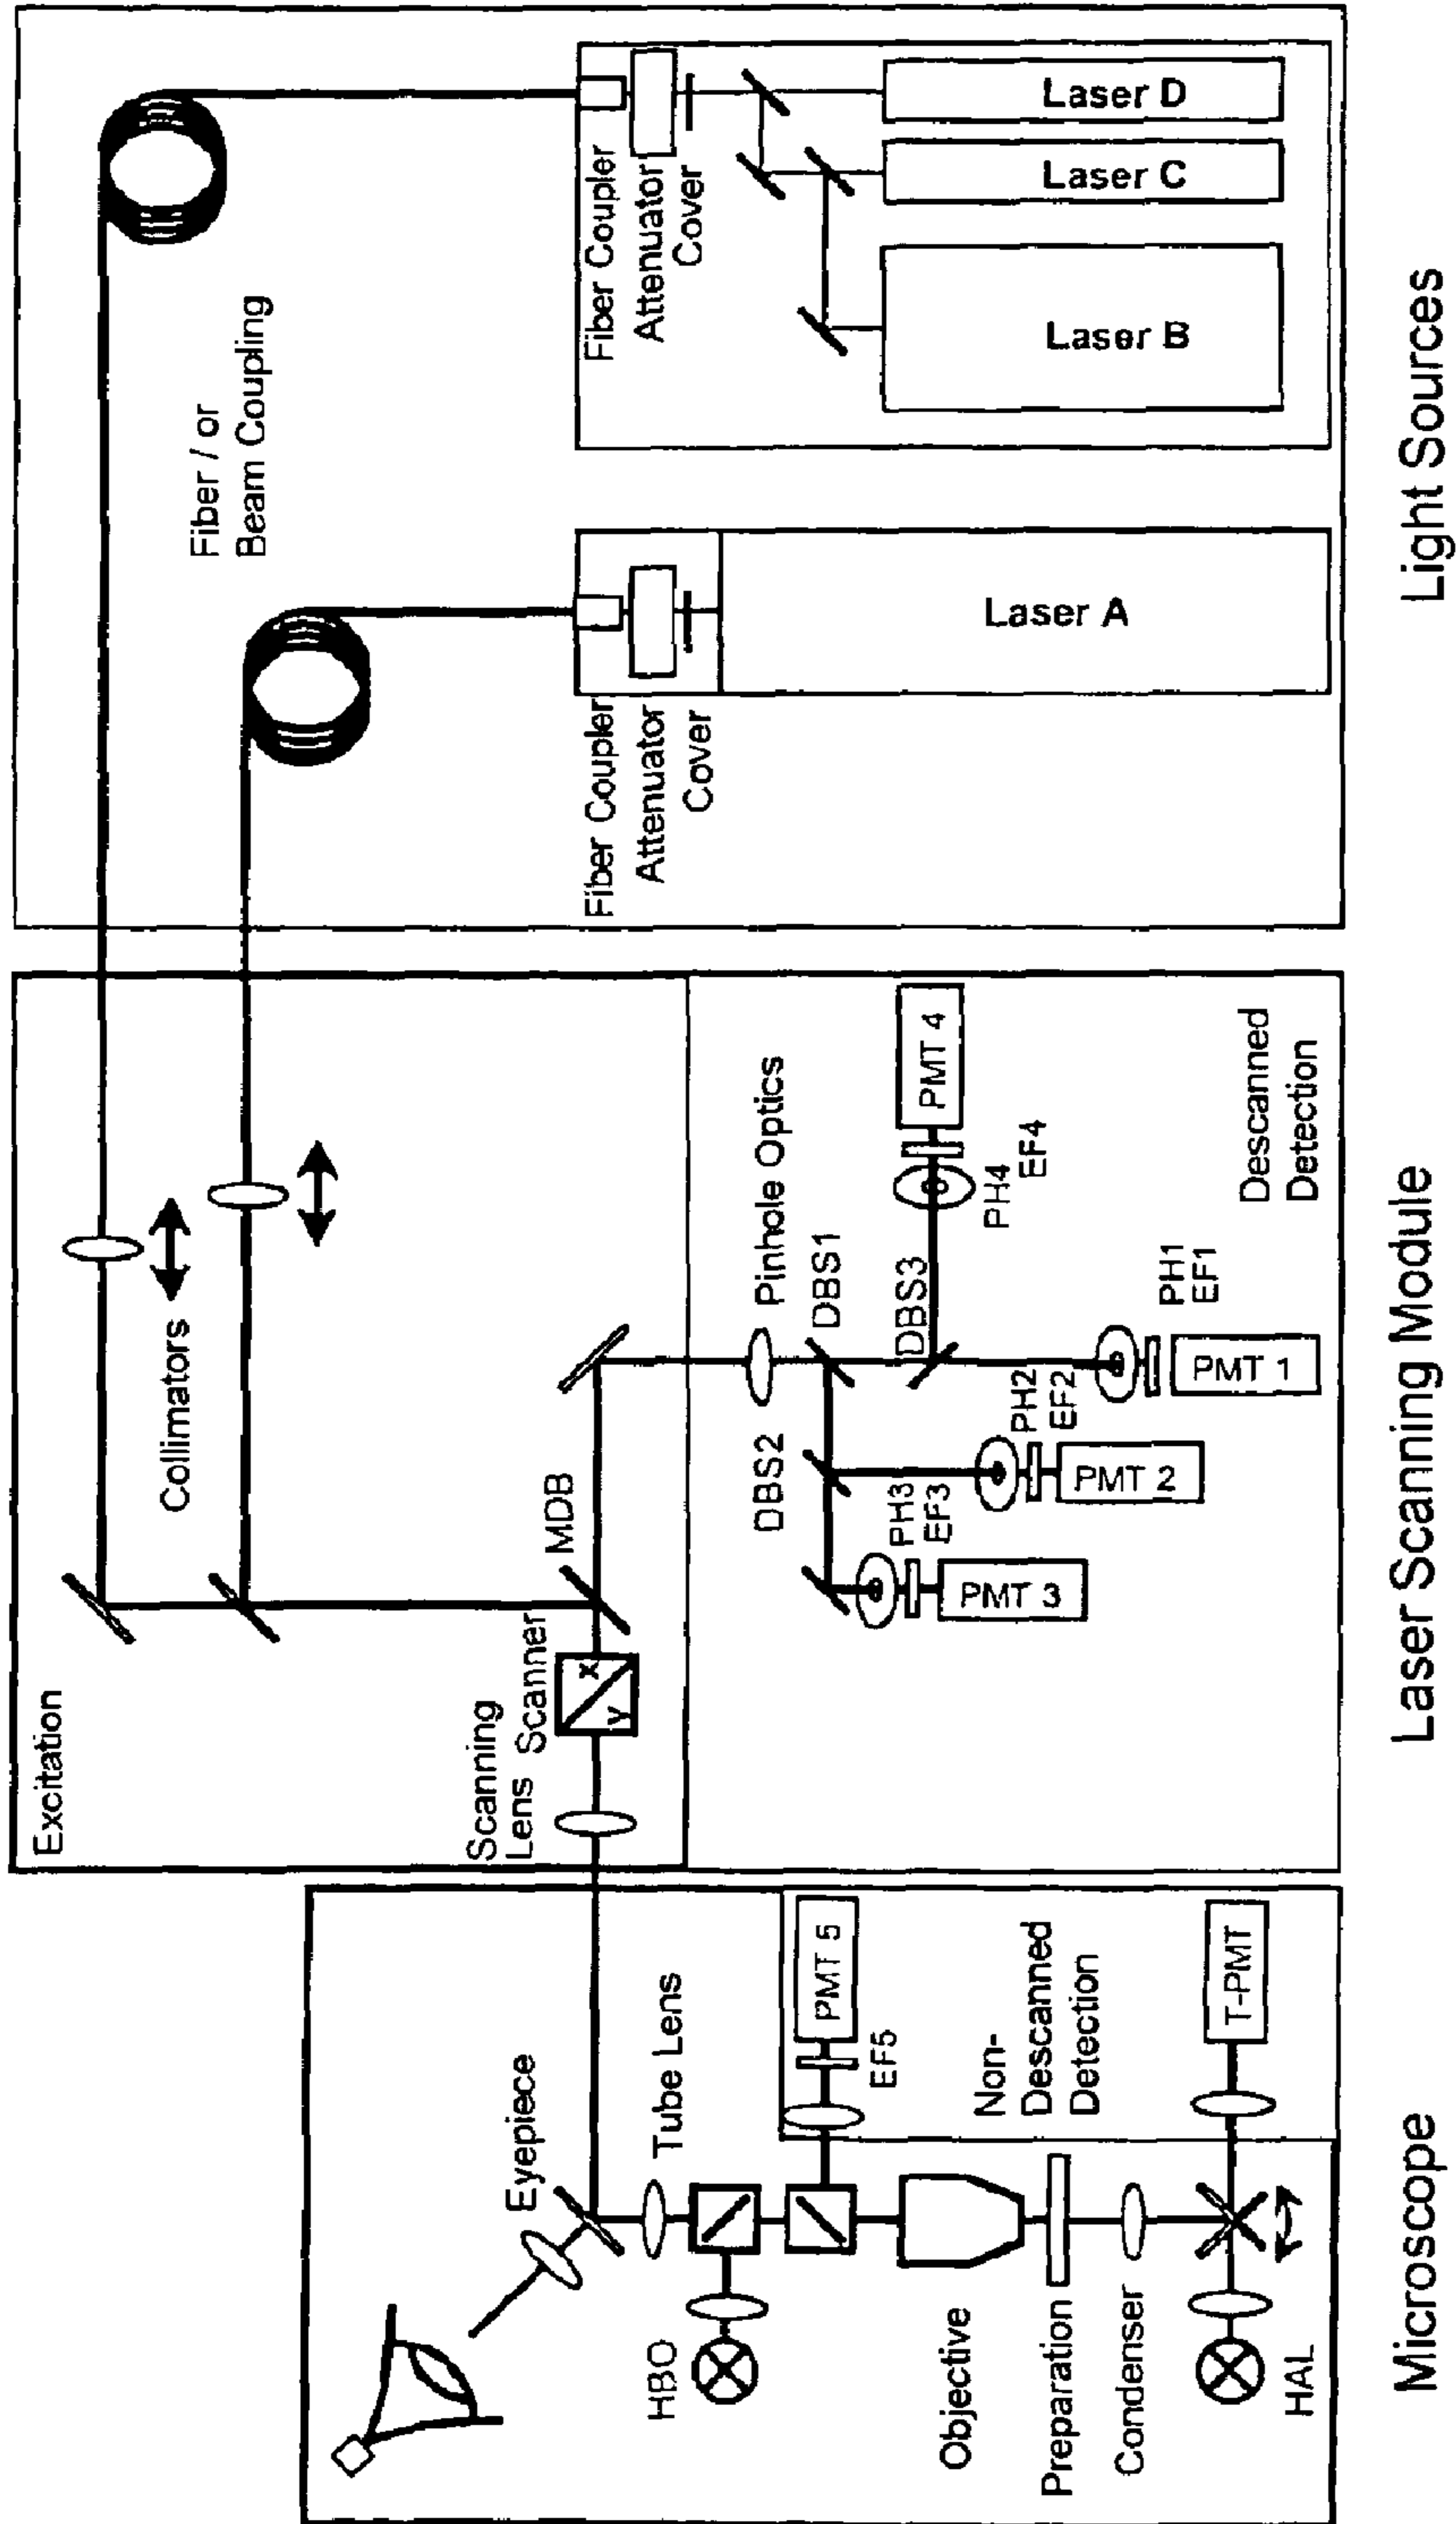 Eyepiece
Tube Lens
HBO
PMT 5
EF5
Objective
Non-
Descanned
Detection
Preparation
Condenser
T-PMT
HAL
Microscope
Excitation
Collimators
Scanning
Lens
Scanner
x
y
MDB
Pinhole Optics
DBS1
DBS2
DBS3
PMT 4
PH4
EF4
PH3
EF3
PH2
EF2
PH1
EF1
PMT 3
PMT 2
PMT 1
Descanned
Detection
Laser Scanning Module
Fiber / or
Beam Coupling
Fiber Coupler
Attenuator
Cover
Laser A
Fiber Coupler
Attenuator
Cover
Laser B
Laser C
Laser D
Light Sources